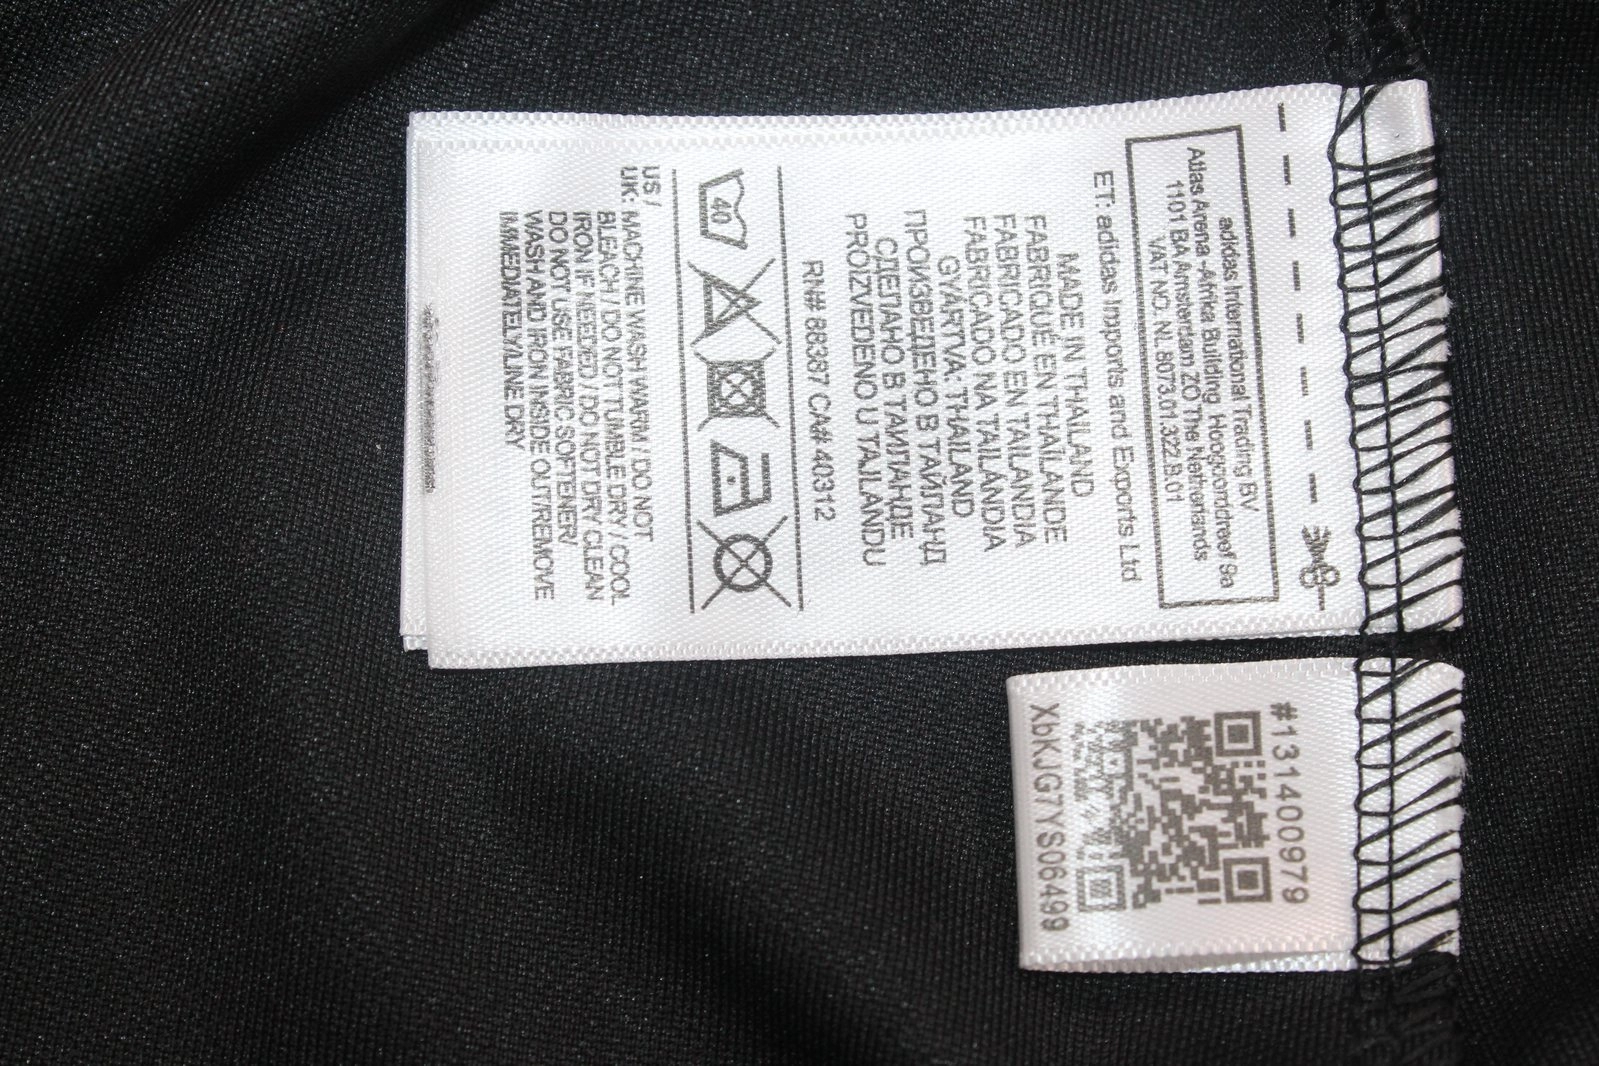 adidas International Trading BV
Atlas Arena -Afrika Building, Hoogoorddreef 9a
1101 BA Amsterdam ZO The Netherlands
VAT NO. NL 8073.01.322.B.01
ET: adidas Imports and Exports Ltd
MADE IN THAILAND
FABRIQUÉ EN THAÏLANDE
FABRICADO EN TAILANDIA
FABRICADO NA TAILÂNDIA
GYÁRTVA: THAILAND
ПРОИЗВЕДЕНО В ТАЙЛАНД
СДЕЛАНО В ТАИЛАНДЕ
PROIZVEDENO U TAJLANDU
RN# 88387 CA# 40312
40
US /
UK: MACHINE WASH WARM / DO NOT
BLEACH / DO NOT TUMBLE DRY / COOL
IRON IF NEEDED / DO NOT DRY CLEAN
DO NOT USE FABRIC SOFTENER/
WASH AND IRON INSIDE OUT/REMOVE
IMMEDIATELY/LINE DRY
#1314000979
XbKJG7YS06499